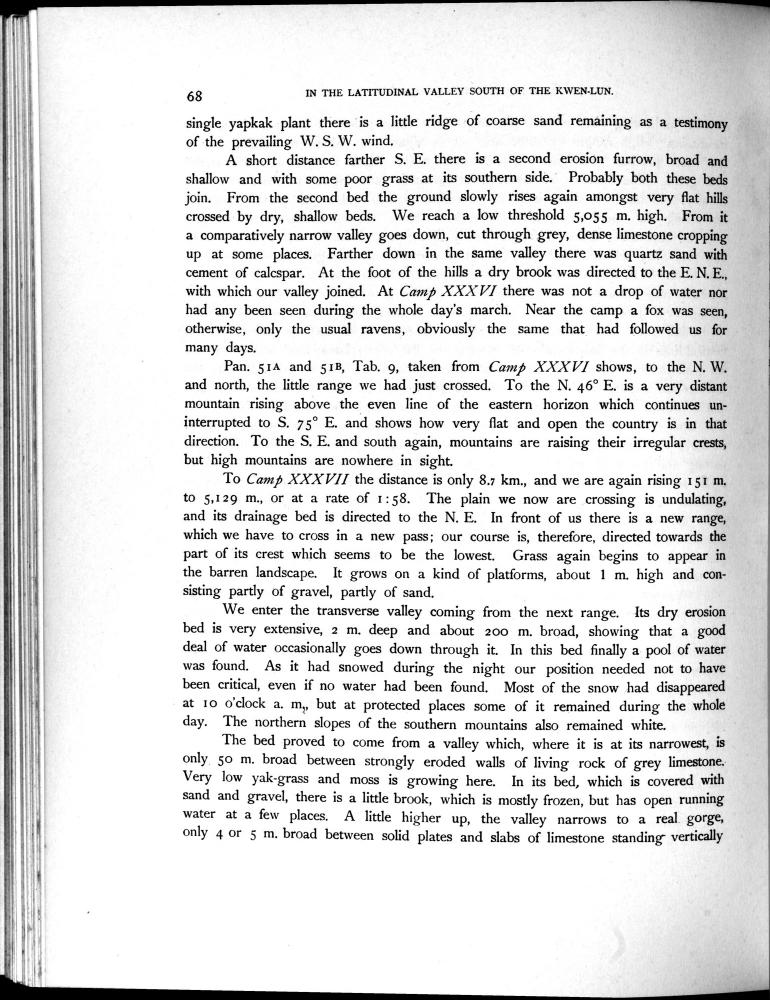 68
IN THE LATITUDINAL VALLEY SOUTH OF THE KWEN-LUN.
single yapkak plant there is a little ridge of coarse sand remaining as a testimony
of the prevailing W. S. W. wind.
A short distance farther S. E. there is a second erosion furrow, broad and
shallow and with some poor grass at its southern side. Probably both these beds
join. From the second bed the ground slowly rises again amongst very flat hills
crossed by dry, shallow beds. We reach a low threshold 5,055 m. high. From it
a comparatively narrow valley goes down, cut through grey, dense limestone cropping
up at some places. Farther down in the same valley there was quartz sand with
cement of calcspar. At the foot of the hills a dry brook was directed to the E. N. E.,
with which our valley joined. At Camp XXXVI there was not a drop of water nor
had any been seen during the whole day's march. Near the camp a fox was seen,
otherwise, only the usual ravens, obviously the same that had followed us for
many days.
Pan. 51A and 51B, Tab. 9, taken from Camp XXXVI shows, to the N. W.
and north, the little range we had just crossed. To the N. 46° E. is a very distant
mountain rising above the even line of the eastern horizon which continues un-
interrupted to S. 75° E. and shows how very flat and open the country is in that
direction. To the S. E. and south again, mountains are raising their irregular crests,
but high mountains are nowhere in sight.
To Camp XXXVII the distance is only 8.7 km., and we are again rising 151 m.
to 5,129 m., or at a rate of 1:58. The plain we now are crossing is undulating,
and its drainage bed is directed to the N. E. In front of us there is a new range,
which we have to cross in a new pass; our course is, therefore, directed towards the
part of its crest which seems to be the lowest. Grass again begins to appear in
the barren landscape. It grows on a kind of platforms, about 1 m. high and con-
sisting partly of gravel, partly of sand.
We enter the transverse valley coming from the next range. Its dry erosion
bed is very extensive, 2 m. deep and about 200 m. broad, showing that a good
deal of water occasionally goes down through it. In this bed finally a pool of water
was found. As it had snowed during the night our position needed not to have
been critical, even if no water had been found. Most of the snow had disappeared
at 10 o'clock a. m., but at protected places some of it remained during the whole
day. The northern slopes of the southern mountains also remained white.
The bed proved to come from a valley which, where it is at its narrowest, is
only 50 m. broad between strongly eroded walls of living rock of grey limestone.
Very low yak-grass and moss is growing here. In its bed, which is covered with
sand and gravel, there is a little brook, which is mostly frozen, but has open running
water at a few places. A little higher up, the valley narrows to a real gorge,
only 4 or 5 m. broad between solid plates and slabs of limestone standing vertically